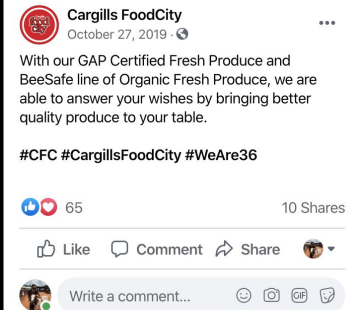 Cargills FoodCity
October 27, 2019 ·
With our GAP Certified Fresh Produce and
BeeSafe line of Organic Fresh Produce, we are
able to answer your wishes by bringing better
quality produce to your table.
#CFC #CargillsFoodCity #WeAre36
65
10 Shares
Like Comment Share
Write a comment...
GIF